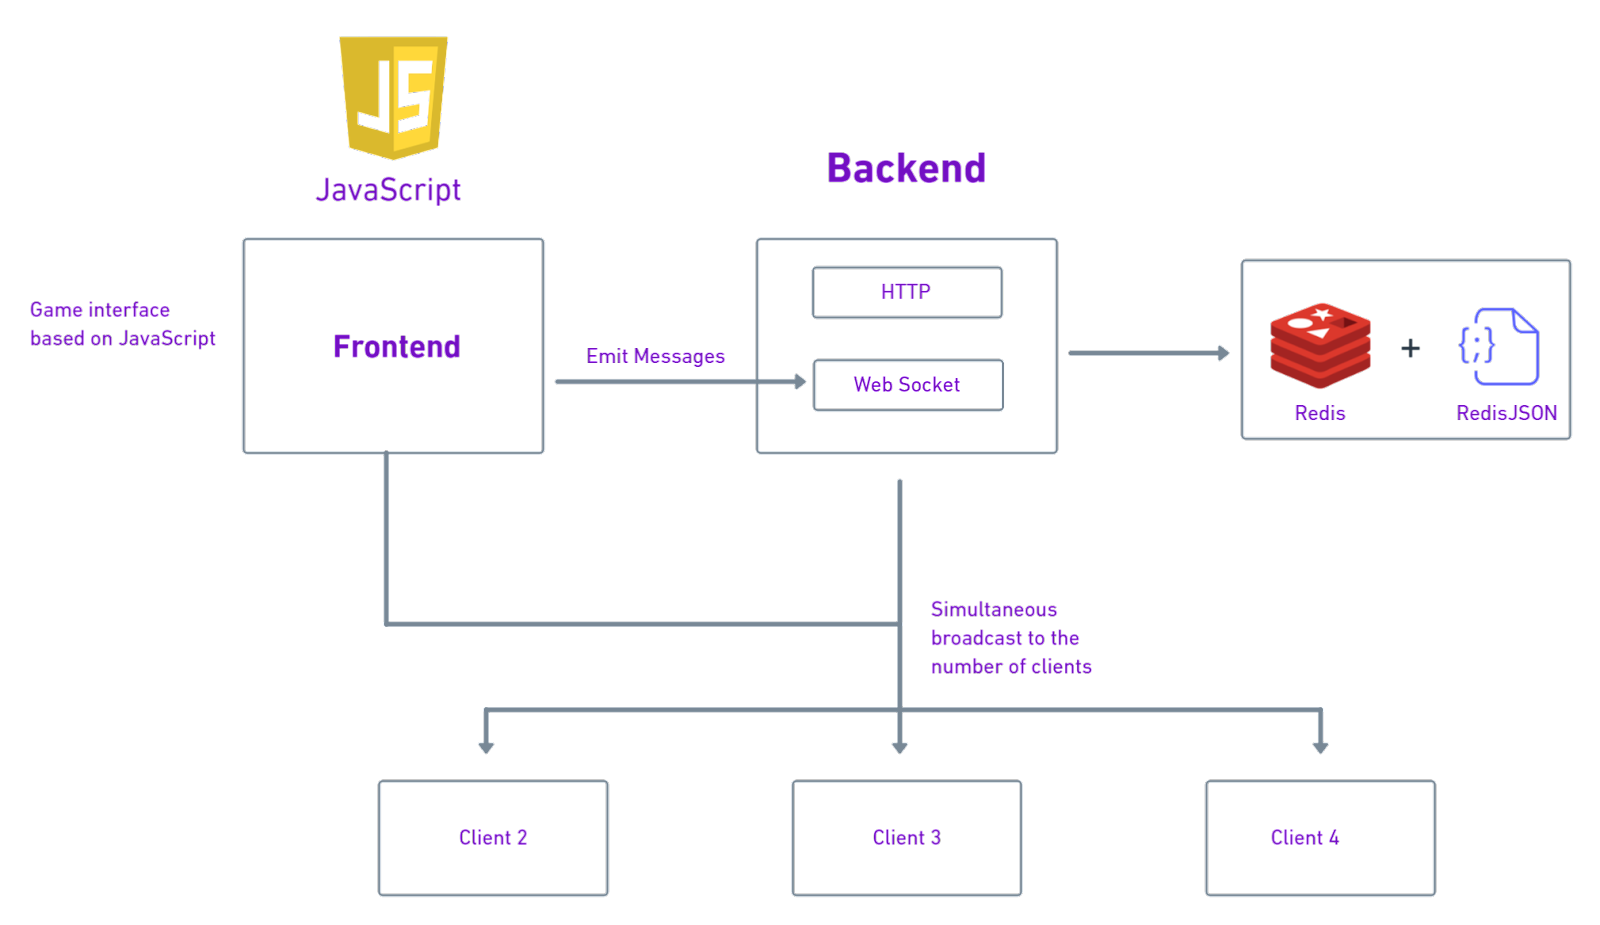 JS
JavaScript
Backend
Game interface
based on JavaScript
Frontend
Emit Messages
HTTP
Web Socket
{;}
+
Redis
RedisJSON
Simultaneous
broadcast to the
number of clients
Client 2
Client 3
Client 4